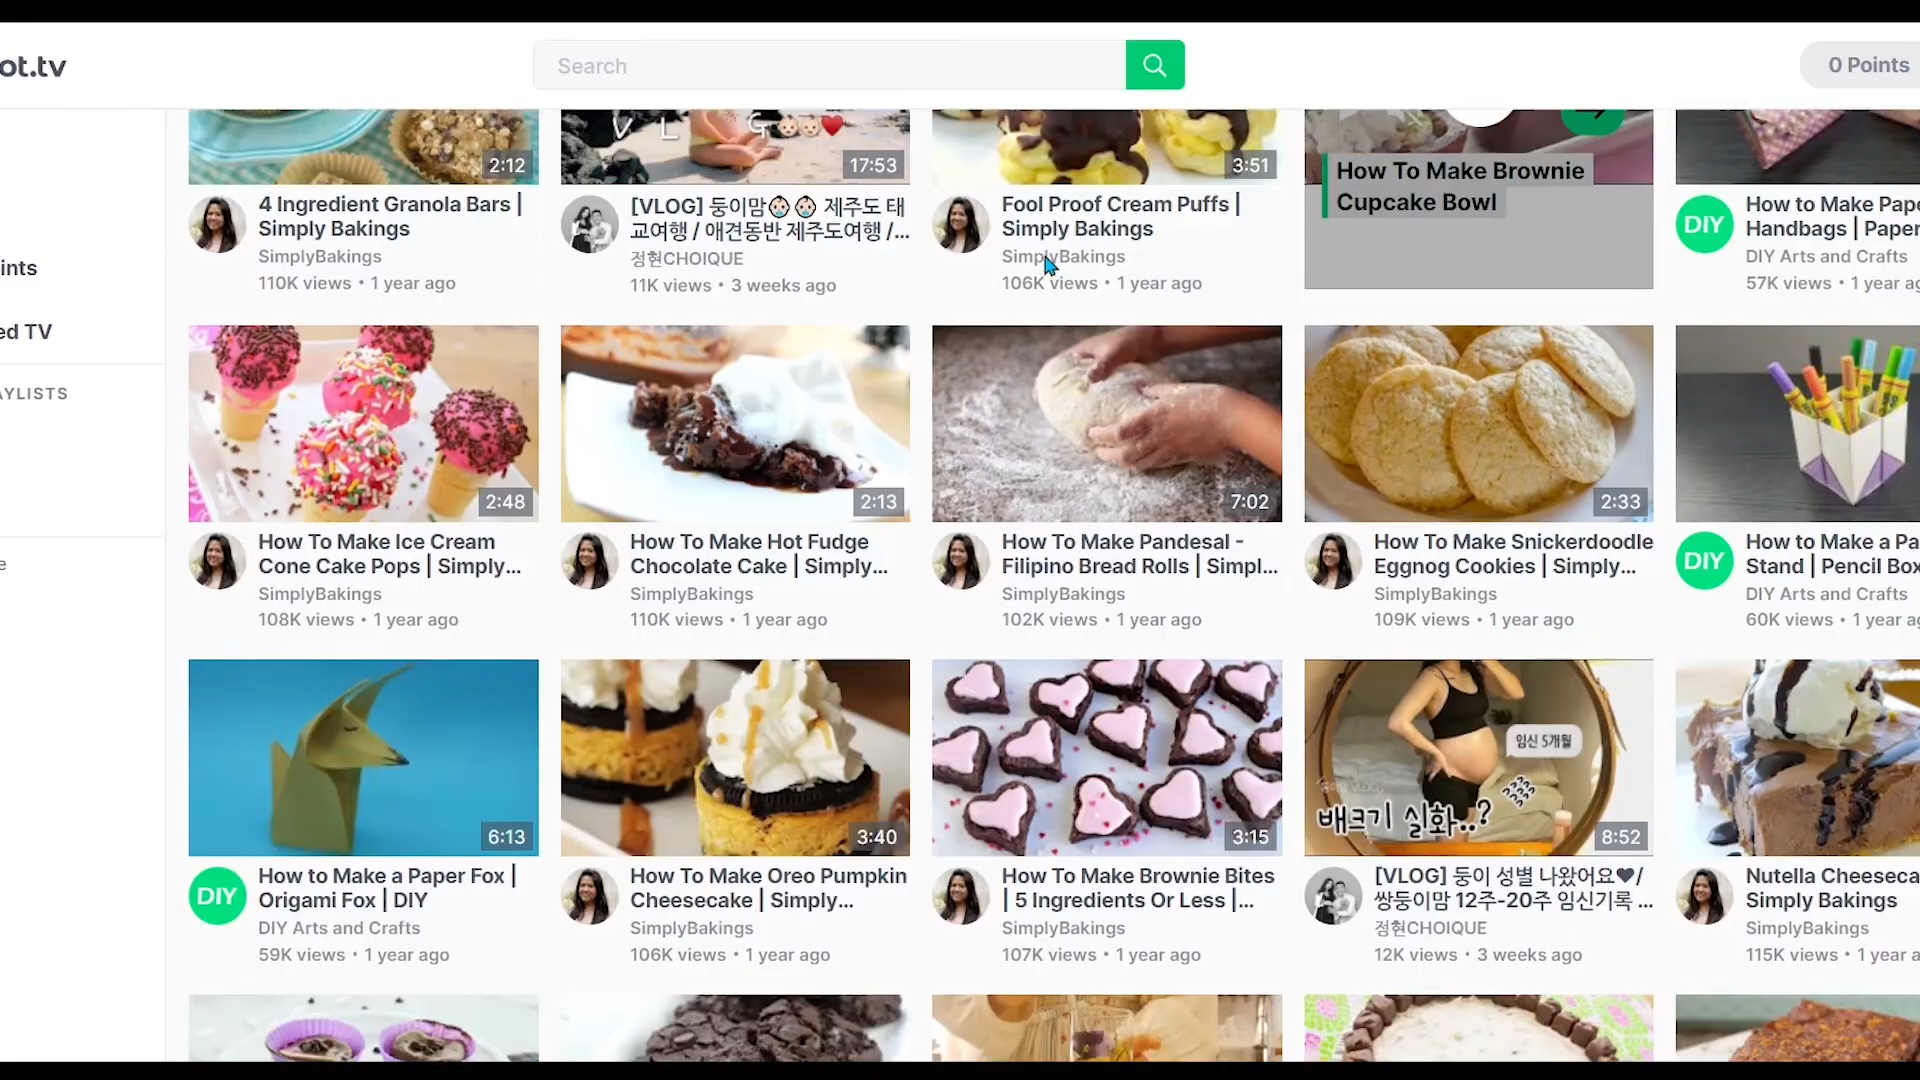 ot.tv
Search
0 Points
ints
ed TV
AYLISTS
e
V L G
2:12
17:53
3:51
How To Make Brownie
Cupcake Bowl
4 Ingredient Granola Bars |
Simply Bakings
SimplyBakings
110K views • 1 year ago
[VLOG] 둥이맘👶🏻👶🏻 제주도 태
교여행 / 애견동반 제주도여행 /...
정현CHOIQUE
11K views • 3 weeks ago
Fool Proof Cream Puffs |
Simply Bakings
SimplyBakings
106K views • 1 year ago
DIY
How to Make Pape
Handbags | Paper
DIY Arts and Crafts
57K views • 1 year ag
2:48
2:13
7:02
2:33
How To Make Ice Cream
Cone Cake Pops | Simply...
SimplyBakings
108K views • 1 year ago
How To Make Hot Fudge
Chocolate Cake | Simply...
SimplyBakings
110K views • 1 year ago
How To Make Pandesal -
Filipino Bread Rolls | Simpl...
SimplyBakings
102K views • 1 year ago
How To Make Snickerdoodle
Eggnog Cookies | Simply...
SimplyBakings
109K views • 1 year ago
DIY
How to Make a Pa
Stand | Pencil Box
DIY Arts and Crafts
60K views • 1 year ag
6:13
3:40
3:15
임신 5개월
배크기 실화..?
8:52
DIY
How to Make a Paper Fox |
Origami Fox | DIY
DIY Arts and Crafts
59K views • 1 year ago
How To Make Oreo Pumpkin
Cheesecake | Simply...
SimplyBakings
106K views • 1 year ago
How To Make Brownie Bites
| 5 Ingredients Or Less |...
SimplyBakings
107K views • 1 year ago
[VLOG] 둥이 성별 나왔어요♥/
쌍둥이맘 12주-20주 임신기록 ...
정현CHOIQUE
12K views • 3 weeks ago
Nutella Cheeseca
Simply Bakings
SimplyBakings
115K views • 1 year a